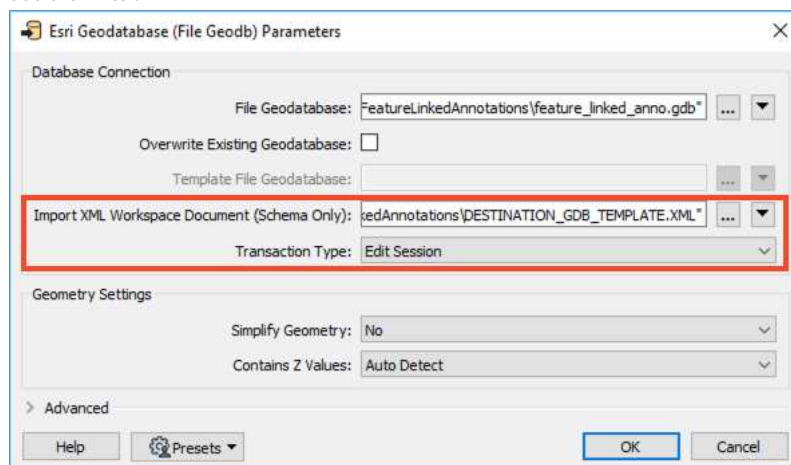 Esri Geodatabase (File Geodb) Parameters
Database Connection
File Geodatabase: FeatureLinkedAnnotations\feature_linked_anno.gdb" ...
Overwrite Existing Geodatabase:
Template File Geodatabase: ...
Import XML Workspace Document (Schema Only): kedAnnotations\DESTINATION_GDB_TEMPLATE.XML" ...
Transaction Type: Edit Session
Geometry Settings
Simplify Geometry: No
Contains Z Values: Auto Detect
> Advanced
Help Presets OK Cancel